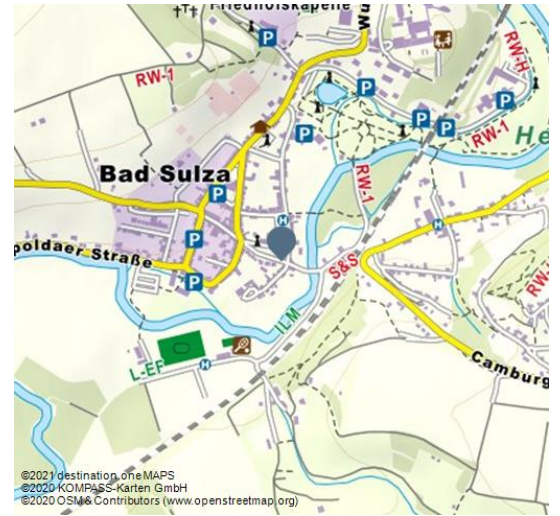 Friedhofskapelle
P
RW-1
RW-H
P
P
P
P
P
RW-1
P
He
Bad Sulza
RW-1
P
H
H
P
poldaer Straße
S&S
P
ILM
L-EF
H
Camburg
©2021 destination.one MAPS
©2020 KOMPASS-Karten GmbH
©2020 OSM & Contributors (www.openstreetmap.org)